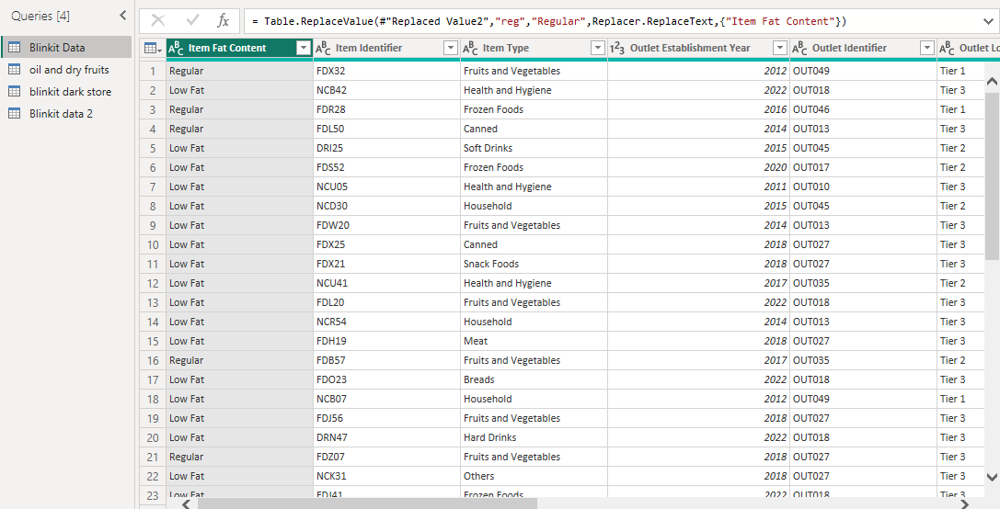 Queries [4]
= Table.ReplaceValue(#"Replaced Value2","reg","Regular",Replacer.ReplaceText,{"Item Fat Content"})
Blinkit Data
oil and dry fruits
blinkit dark store
Blinkit data 2
Item Fat Content Item Identifier Item Type 1 2 3 Outlet Establishment Year Outlet Identifier Outlet Lo
1 Regular FDX32 Fruits and Vegetables 2012 OUT049 Tier 1
2 Low Fat NCB42 Health and Hygiene 2022 OUT018 Tier 3
3 Regular FDR28 Frozen Foods 2016 OUT046 Tier 1
4 Regular FDL50 Canned 2014 OUT013 Tier 3
5 Low Fat DRI25 Soft Drinks 2015 OUT045 Tier 2
6 Low Fat FDS52 Frozen Foods 2020 OUT017 Tier 2
7 Low Fat NCU05 Health and Hygiene 2011 OUT010 Tier 3
8 Low Fat NCD30 Household 2015 OUT045 Tier 2
9 Low Fat FDW20 Fruits and Vegetables 2014 OUT013 Tier 3
10 Low Fat FDX25 Canned 2018 OUT027 Tier 3
11 Low Fat FDX21 Snack Foods 2018 OUT027 Tier 3
12 Low Fat NCU41 Health and Hygiene 2017 OUT035 Tier 2
13 Low Fat FDL20 Fruits and Vegetables 2022 OUT018 Tier 3
14 Low Fat NCR54 Household 2014 OUT013 Tier 3
15 Low Fat FDH19 Meat 2018 OUT027 Tier 3
16 Regular FDB57 Fruits and Vegetables 2017 OUT035 Tier 2
17 Low Fat FDO23 Breads 2022 OUT018 Tier 3
18 Low Fat NCB07 Household 2012 OUT049 Tier 1
19 Low Fat FDJ56 Fruits and Vegetables 2018 OUT027 Tier 3
20 Low Fat DRN47 Hard Drinks 2022 OUT018 Tier 3
21 Regular FDZ07 Fruits and Vegetables 2018 OUT027 Tier 3
22 Low Fat NCK31 Others 2018 OUT027 Tier 3
23 Low Fat Frozen Foods 2022 OUT018 Tier 3